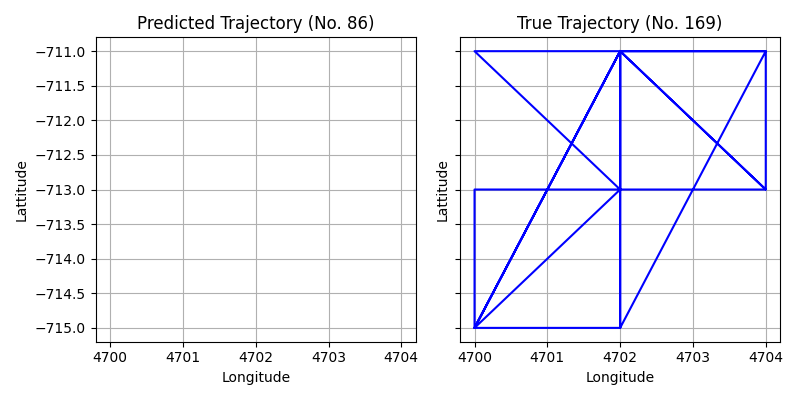 Predicted Trajectory (No. 86)
−711.0
−711.5
−712.0
−712.5
−713.0
−713.5
−714.0
−714.5
−715.0
Lattitude
4700 4701 4702 4703 4704
Longitude
True Trajectory (No. 169)
Lattitude
4700 4701 4702 4703 4704
Longitude